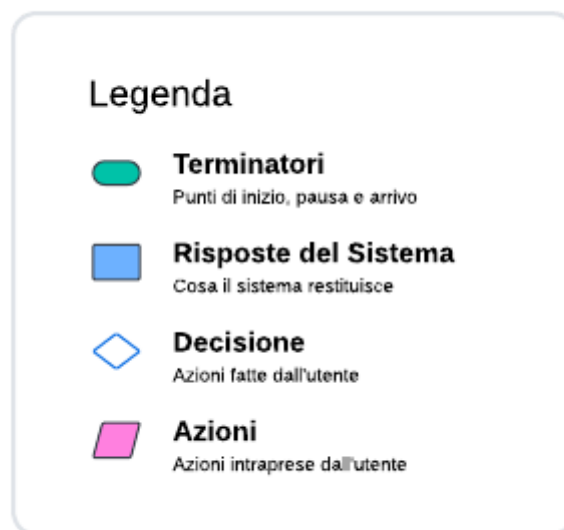 Legenda
Terminatori
Punti di inizio, pausa e arrivo
Risposte del Sistema
Cosa il sistema restituisce
Decisione
Azioni fatte dall'utente
Azioni
Azioni intraprese dall'utente